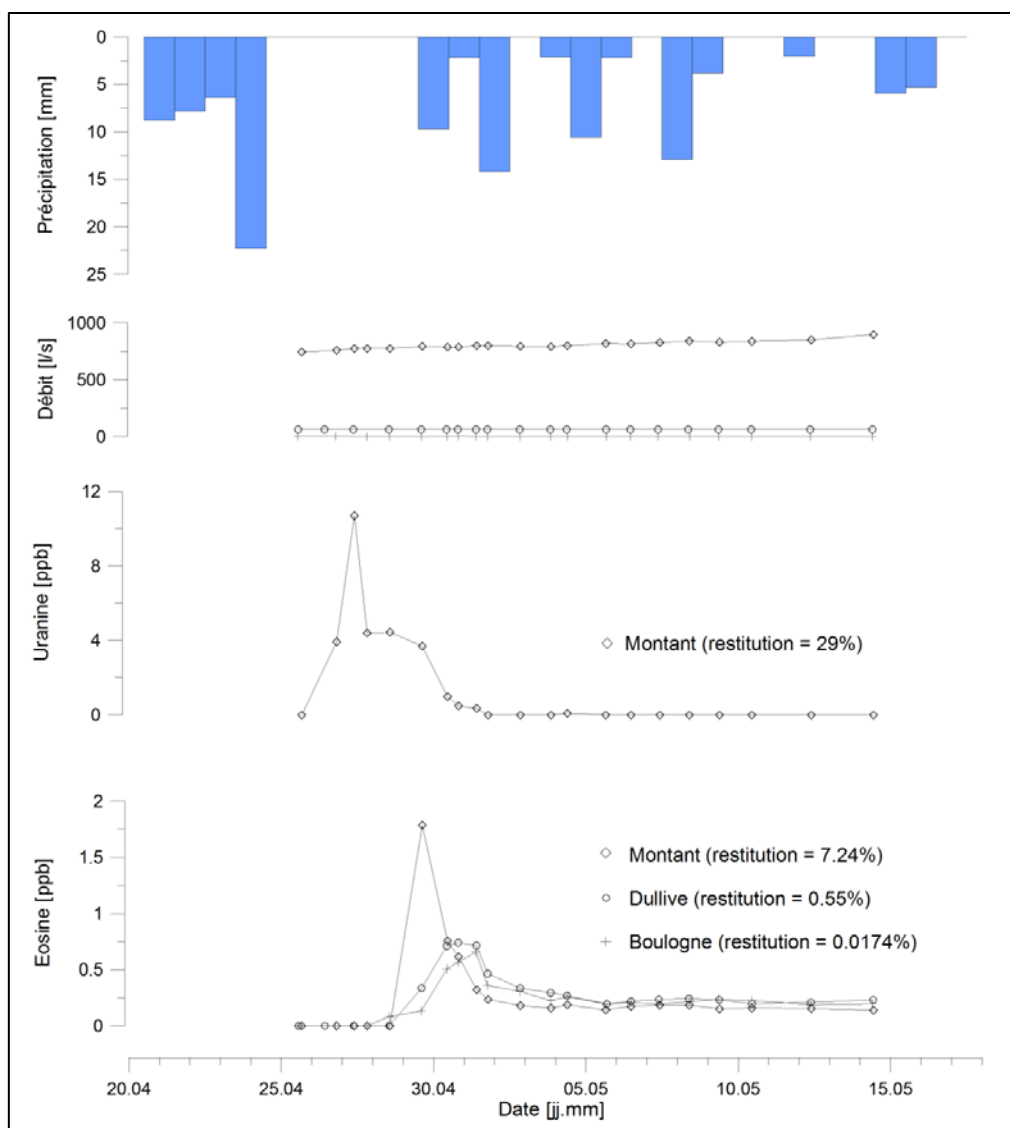 0
5
10
15
20
25
Précipitation [mm]
1000
500
0
Débit [l/s]
12
8
4
0
Uranine [ppb]
Montant (restitution = 29%)
2
1.5
1
0.5
0
Eosine [ppb]
Montant (restitution = 7.24%)
Dullive (restitution = 0.55%)
Boulogne (restitution = 0.0174%)
20.04 25.04 30.04 05.05 10.05 15.05
Date [jj.mm]